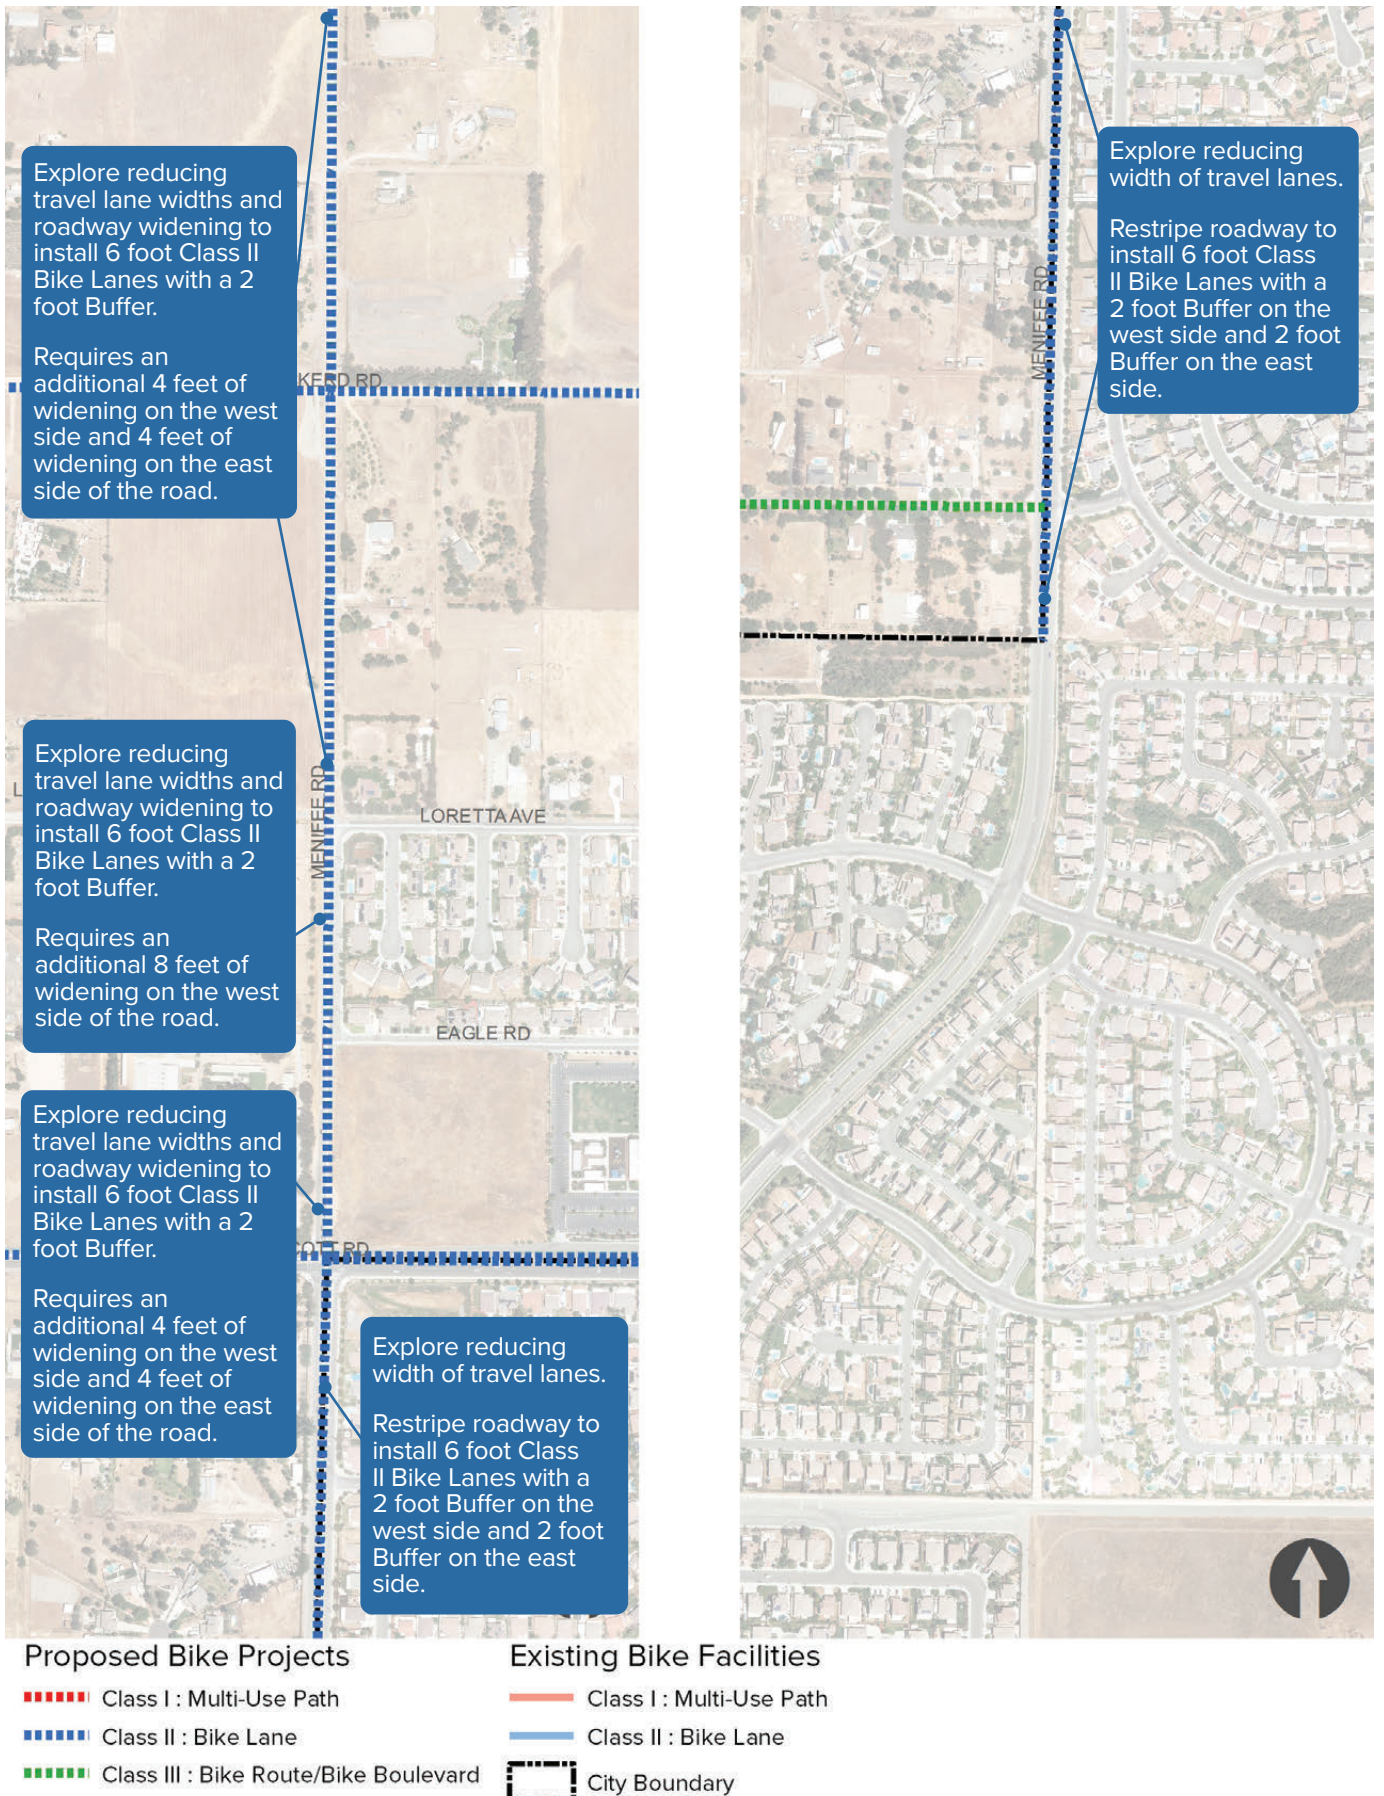 Explore reducing
travel lane widths and
roadway widening to
install 6 foot Class II
Bike Lanes with a 2
foot Buffer.
Requires an
additional 4 feet of
widening on the west
side and 4 feet of
widening on the east
side of the road.
KERD RD
Explore reducing
travel lane widths and
roadway widening to
install 6 foot Class II
Bike Lanes with a 2
foot Buffer.
Requires an
additional 8 feet of
widening on the west
side of the road.
L
MENIFEE RD
LORETTA AVE
EAGLE RD
Explore reducing
travel lane widths and
roadway widening to
install 6 foot Class II
Bike Lanes with a 2
foot Buffer.
Requires an
additional 4 feet of
widening on the west
side and 4 feet of
widening on the east
side of the road.
COTT RD
Explore reducing
width of travel lanes.
Restripe roadway to
install 6 foot Class
II Bike Lanes with a
2 foot Buffer on the
west side and 2 foot
Buffer on the east
side.
Explore reducing
width of travel lanes.
Restripe roadway to
install 6 foot Class
II Bike Lanes with a
2 foot Buffer on the
west side and 2 foot
Buffer on the east
side.
MENIFEE RD
Proposed Bike Projects
Class I : Multi-Use Path
Class II : Bike Lane
Class III : Bike Route/Bike Boulevard
Existing Bike Facilities
Class I : Multi-Use Path
Class II : Bike Lane
City Boundary